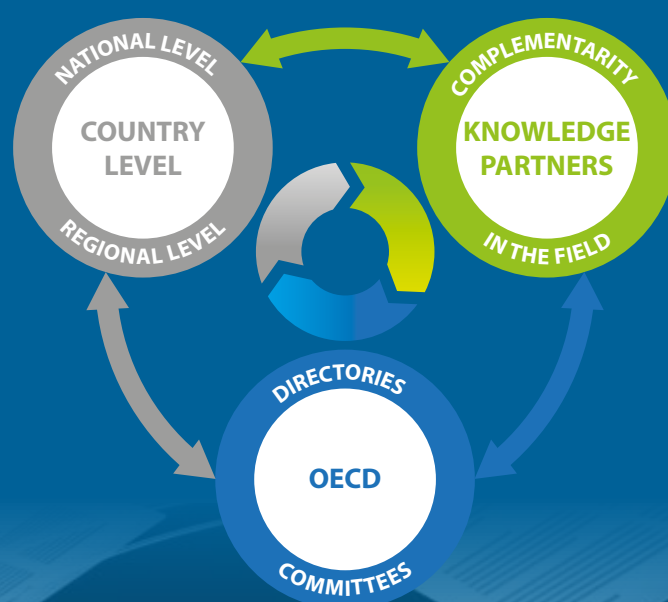 NATIONAL LEVEL
COUNTRY
LEVEL
REGIONAL LEVEL
COMPLEMENTARITY
KNOWLEDGE
PARTNERS
IN THE FIELD
DIRECTORIES
OECD
COMMITTEES